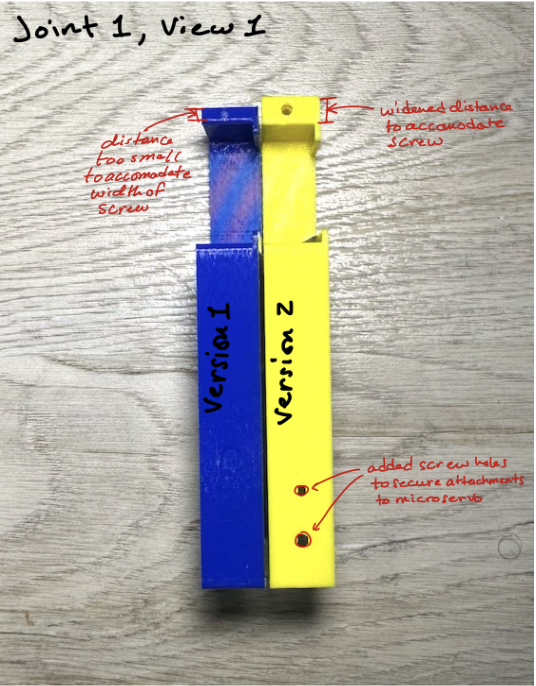 Joint 1, View 1
distance
too small
to accomodate
width of
screw
widened distance
to accomodate
screw
Version 1
Version 2
added screw holes
to secure attachments
to microservo